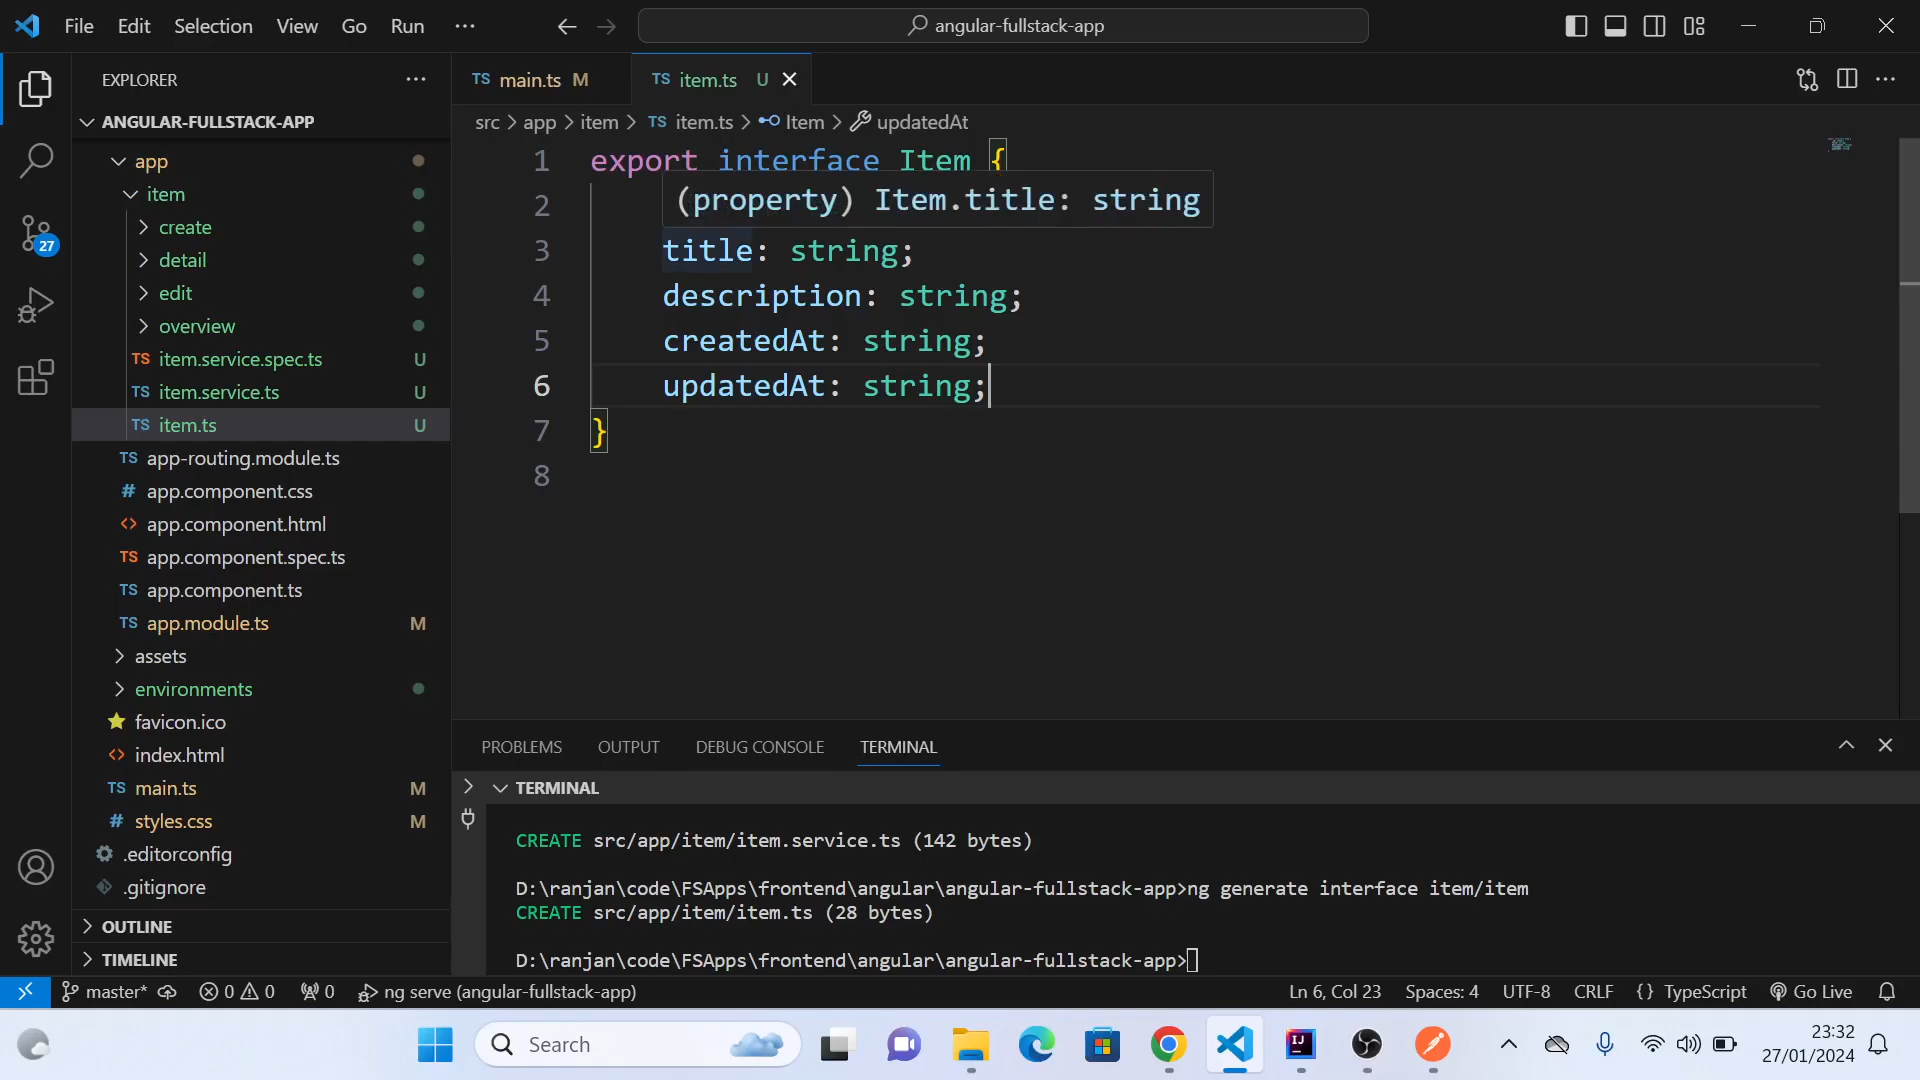 File Edit Selection View Go Run ··· angular-fullstack-app
EXPLORER ···
ANGULAR-FULLSTACK-APP
app
item
create
detail
edit
overview
TS item.service.spec.ts U
TS item.service.ts U
TS item.ts U
TS app-routing.module.ts
# app.component.css
<> app.component.html
TS app.component.spec.ts
TS app.component.ts
TS app.module.ts M
assets
environments
favicon.ico
<> index.html
TS main.ts M
# styles.css M
.editorconfig
.gitignore
OUTLINE
TIMELINE
27
TS main.ts M TS item.ts U
src > app > item > TS item.ts > Item > updatedAt
1 export interface Item {
2 (property) Item.title: string
3 title: string;
4 description: string;
5 createdAt: string;
6 updatedAt: string;
7 }
8
PROBLEMS OUTPUT DEBUG CONSOLE TERMINAL
TERMINAL
CREATE src/app/item/item.service.ts (142 bytes)
D:\ranjan\code\FSApps\frontend\angular\angular-fullstack-app>ng generate interface item/item
CREATE src/app/item/item.ts (28 bytes)
D:\ranjan\code\FSApps\frontend\angular\angular-fullstack-app>
master* 0 0 0 ng serve (angular-fullstack-app) Ln 6, Col 23 Spaces: 4 UTF-8 CRLF {} TypeScript Go Live
Search
23:32
27/01/2024